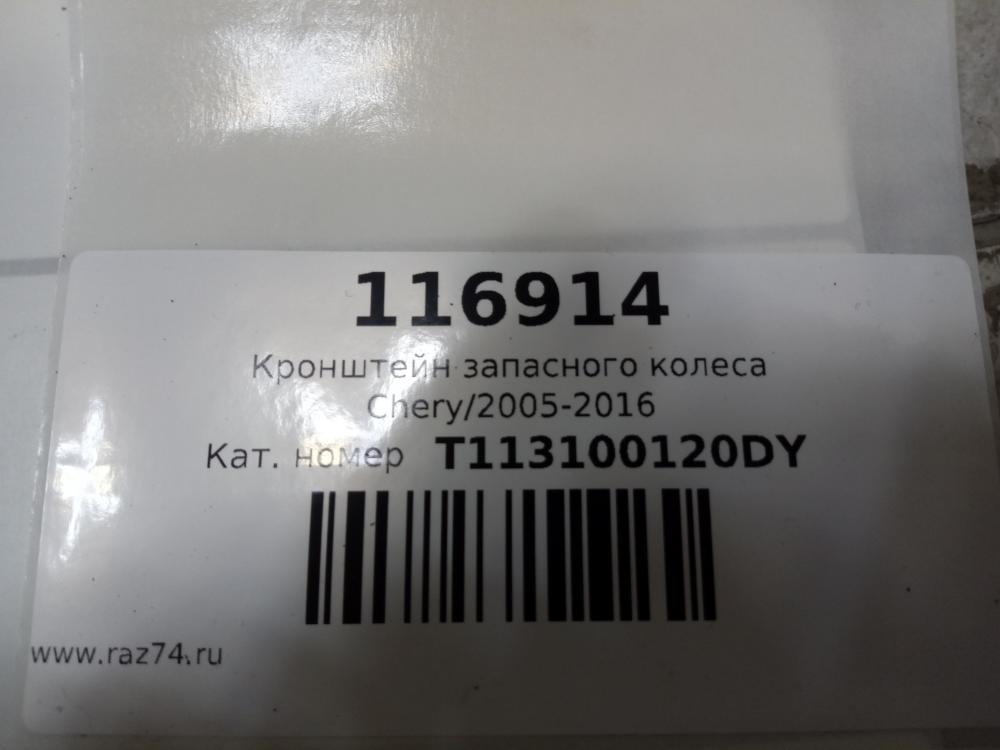 116914
Кронштейн запасного колеса
Chery/2005-2016
Кат. номер T113100120DY
www.raz74.ru